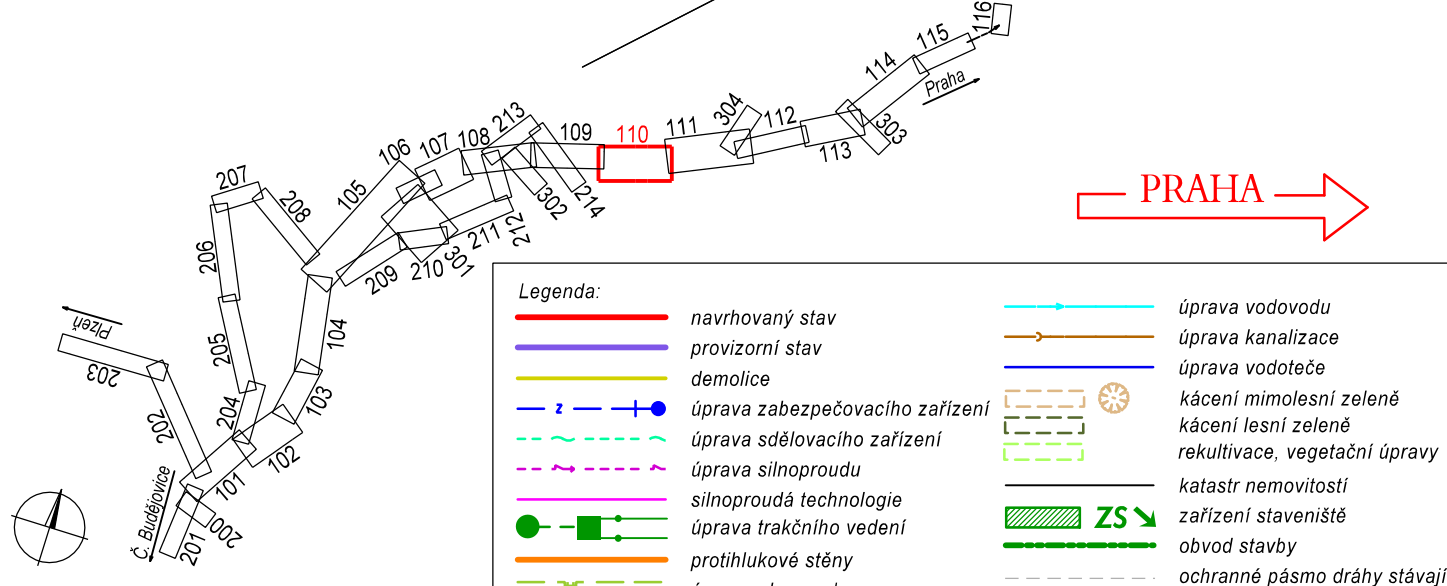 116
115
114
Praha
303
113
112
304
111
110
109
213
108
107
106
214
302
212
211
301
210
209
105
207
208
206
205
104
Plzeň
203
202
204
103
102
101
200
201
Č. Budějovice
PRAHA
Legenda:
navrhovaný stav
provizorní stav
demolice
z
úprava zabezpečovacího zařízení
úprava sdělovacího zařízení
úprava silnoproudu
silnoproudá technologie
úprava trakčního vedení
protihlukové stěny
úprava vodovodu
úprava kanalizace
úprava vodoteče
kácení mimolesní zeleně
kácení lesní zeleně
rekultivace, vegetační úpravy
katastr nemovitostí
ZS
zařízení staveniště
obvod stavby
ochranné pásmo dráhy stávají